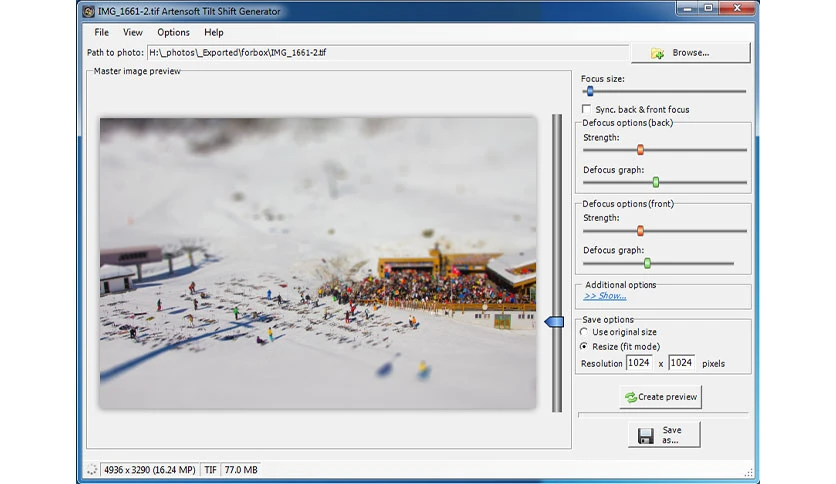 IMG_1661-2.tif Artensoft Tilt Shift Generator
File View Options Help
Path to photo: H:\_photos\_Exported\forbox\IMG_1661-2.tif Browse...
Master image preview
Focus size:
Sync. back & front focus
Defocus options (back)
Strength:
Defocus graph:
Defocus options (front)
Strength:
Defocus graph:
Additional options
>> Show...
Save options
Use original size
Resize (fit mode)
Resolution 1024 x 1024 pixels
Create preview
Save
as...
4936 x 3290 (16.24 MP) TIF 77.0 MB